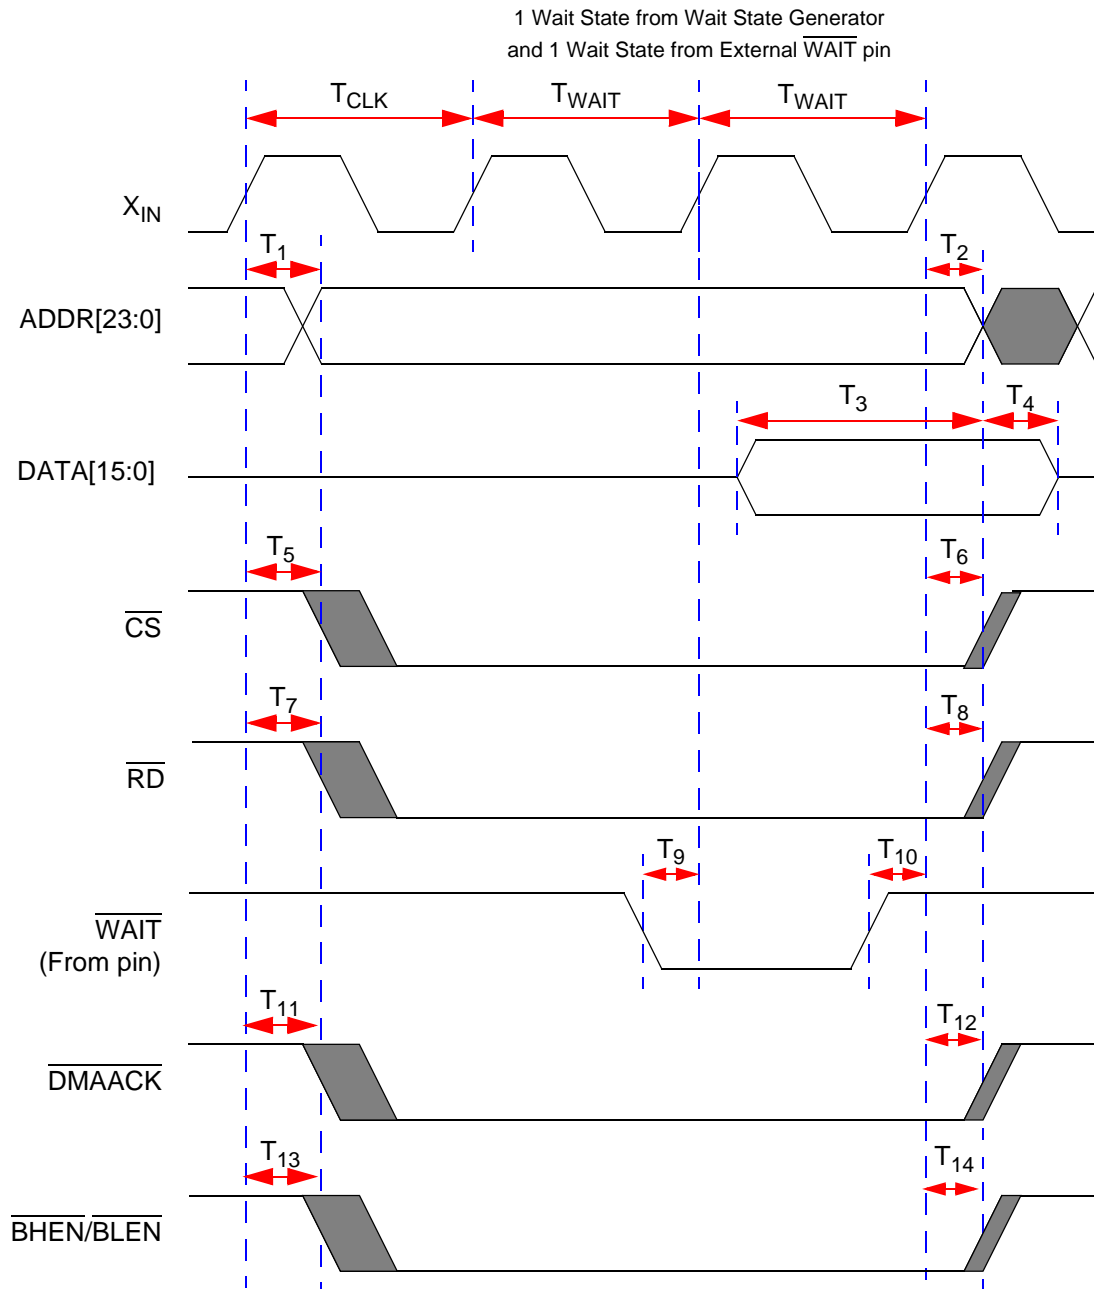 1 Wait State from Wait State Generator
and 1 Wait State from External WAIT pin
TCLK TWAIT TWAIT
XIN
T1 T2
ADDR[23:0]
T3 T4
DATA[15:0]
T5 T6
CS
T7 T8
RD
T9 T10
WAIT
(From pin)
T11 T12
DMAACK
T13 T14
BHEN/BLEN